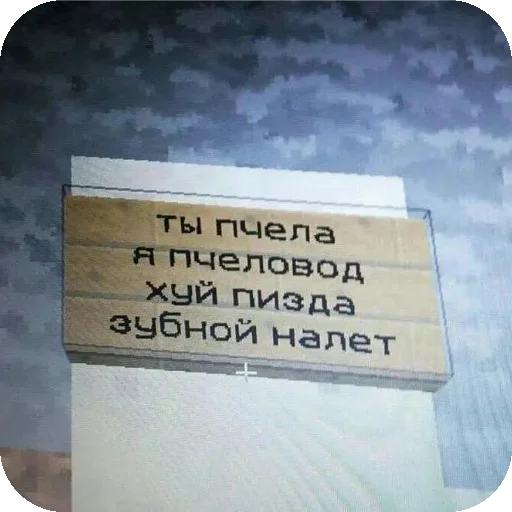 ты пчела
я пчеловод
хуй пизда
зубной налет